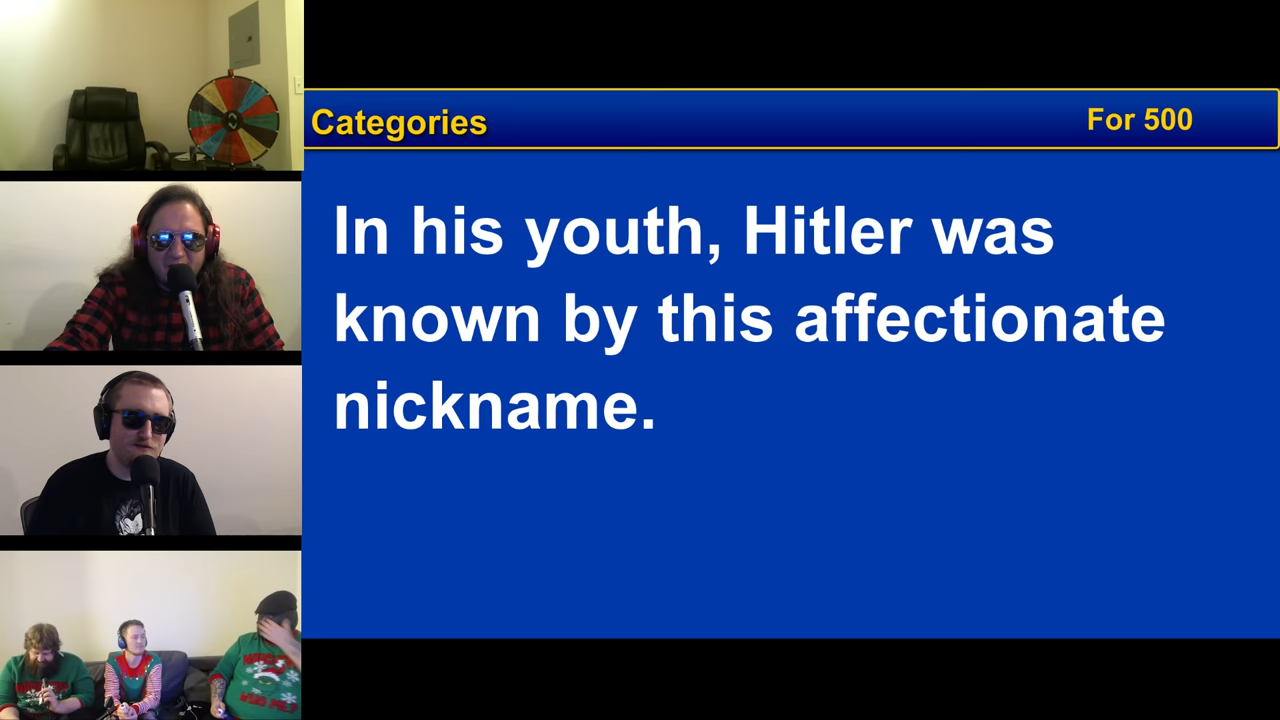 Categories
For 500
In his youth, Hitler was
known by this affectionate
nickname.